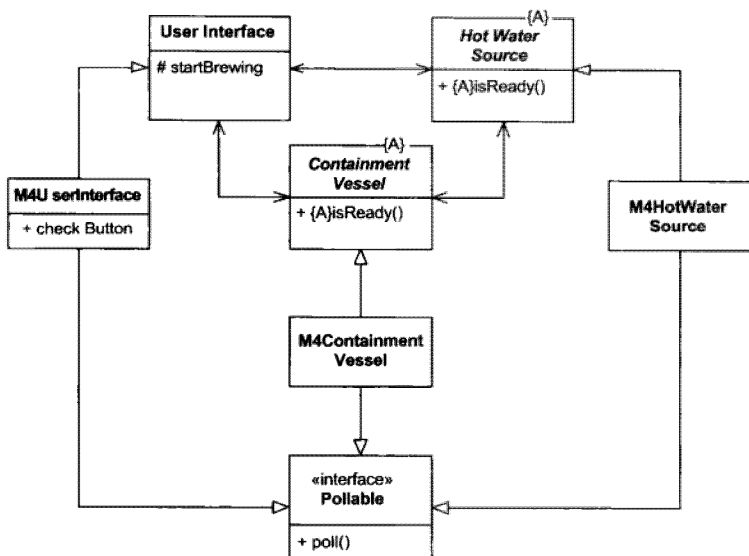 User Interface
# startBrewing
{A}
Hot Water
Source
+ {A}isReady()
{A}
Containment
Vessel
+ {A}isReady()
M4U serInterface
+ check Button
M4HotWater
Source
M4Containment
Vessel
«interface»
Pollable
+ poll()